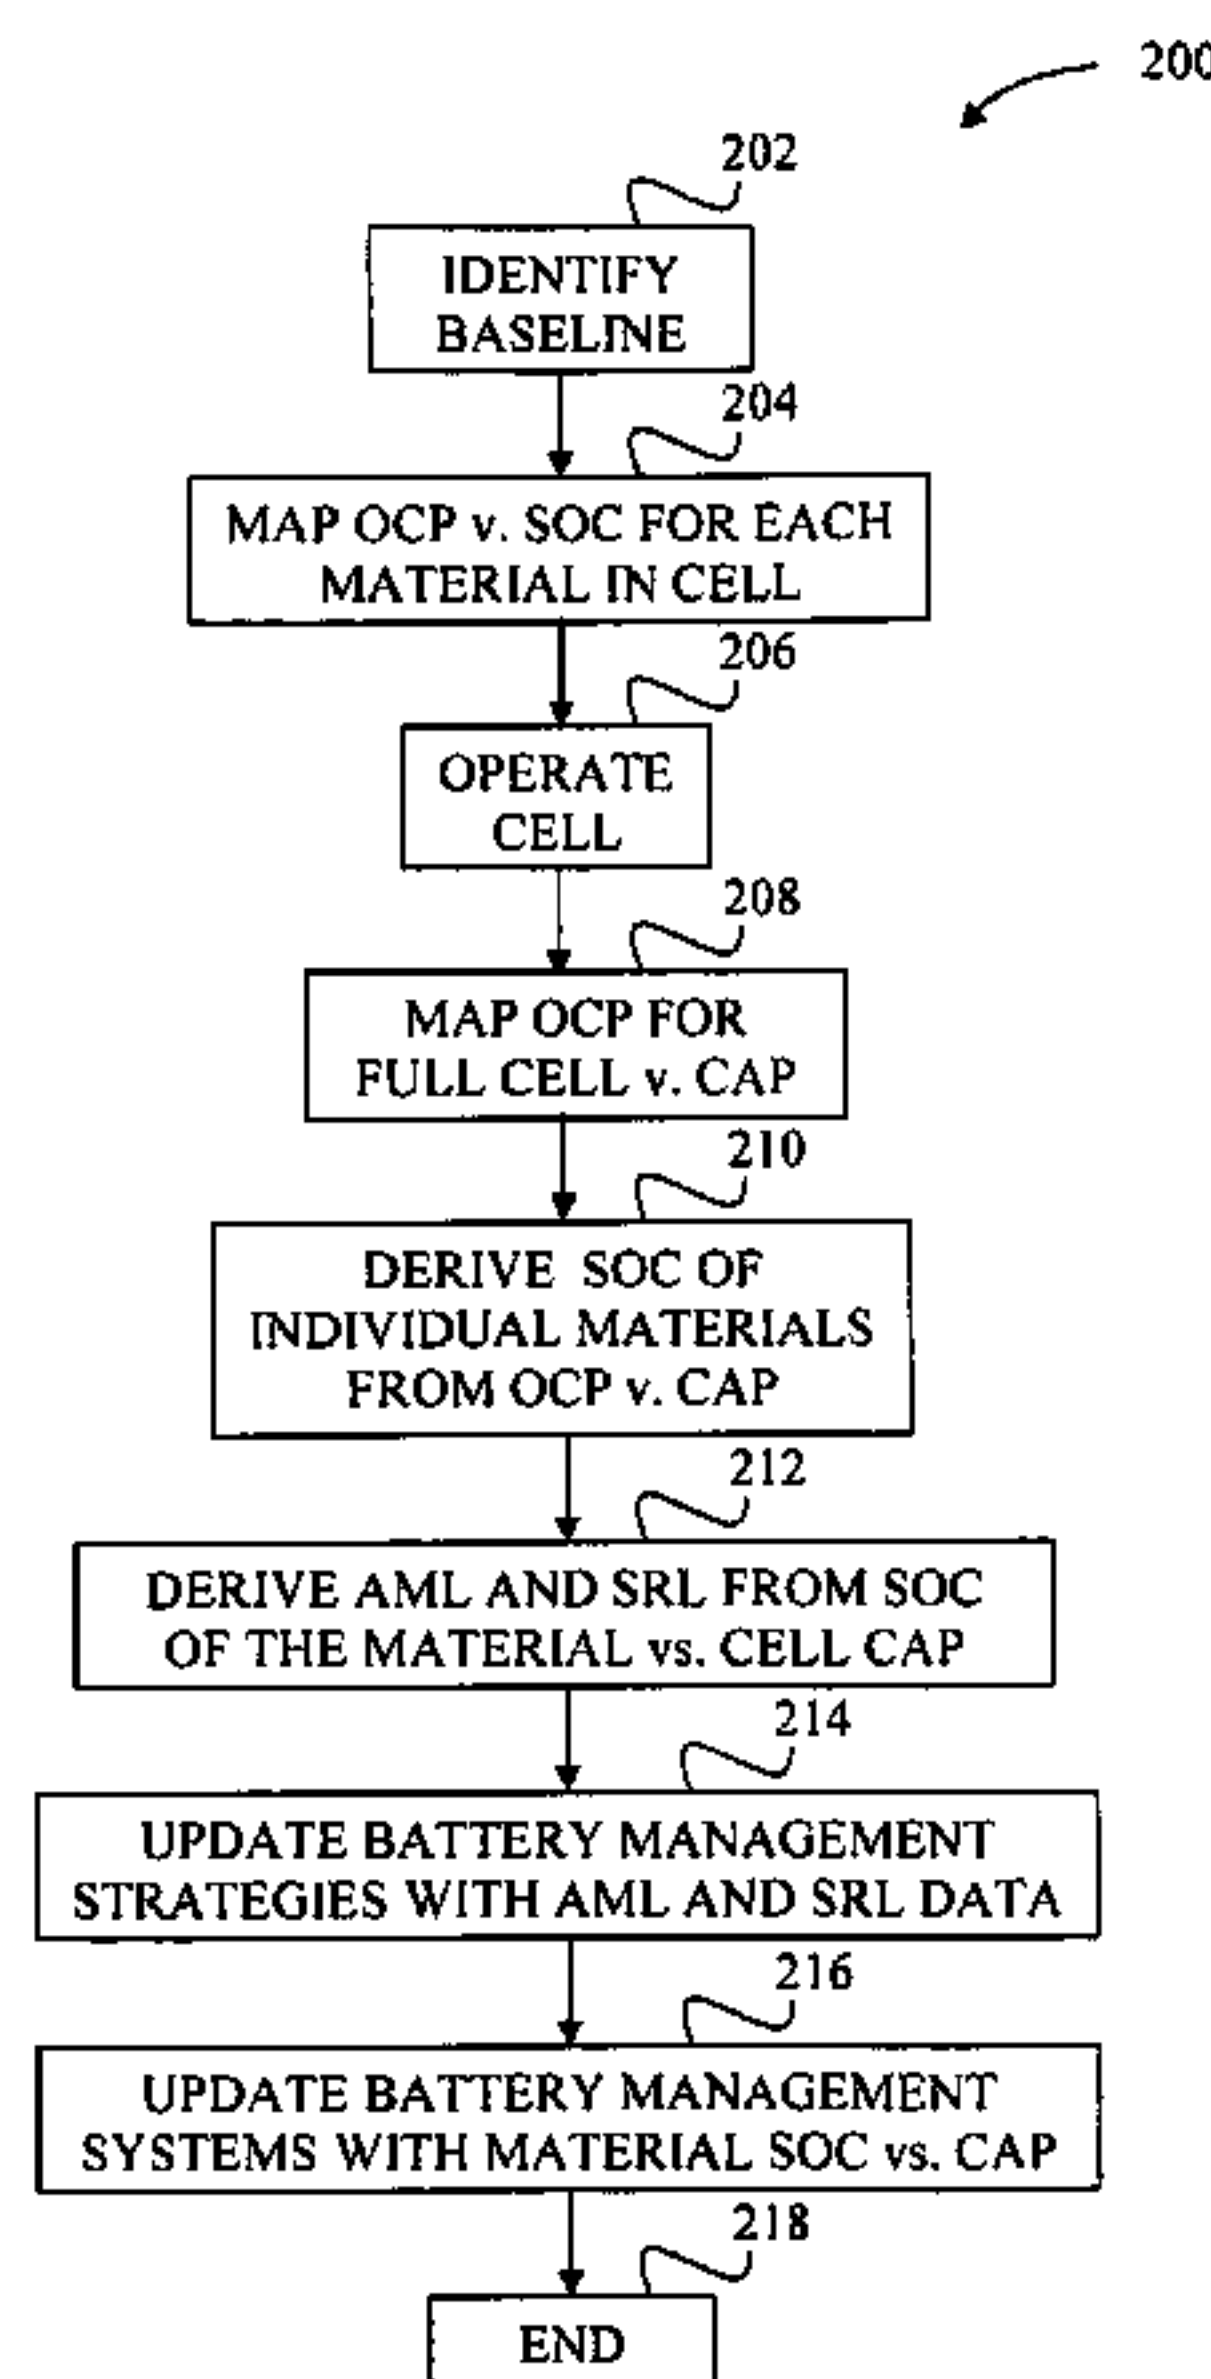 200
202
IDENTIFY
BASELINE
204
MAP OCP v. SOC FOR EACH
MATERIAL IN CELL
206
OPERATE
CELL
208
MAP OCP FOR
FULL CELL v. CAP
210
DERIVE SOC OF
INDIVIDUAL MATERIALS
FROM OCP v. CAP
212
DERIVE AML AND SRL FROM SOC
OF THE MATERIAL vs. CELL CAP
214
UPDATE BATTERY MANAGEMENT
STRATEGIES WITH AML AND SRL DATA
216
UPDATE BATTERY MANAGEMENT
SYSTEMS WITH MATERIAL SOC vs. CAP
218
END